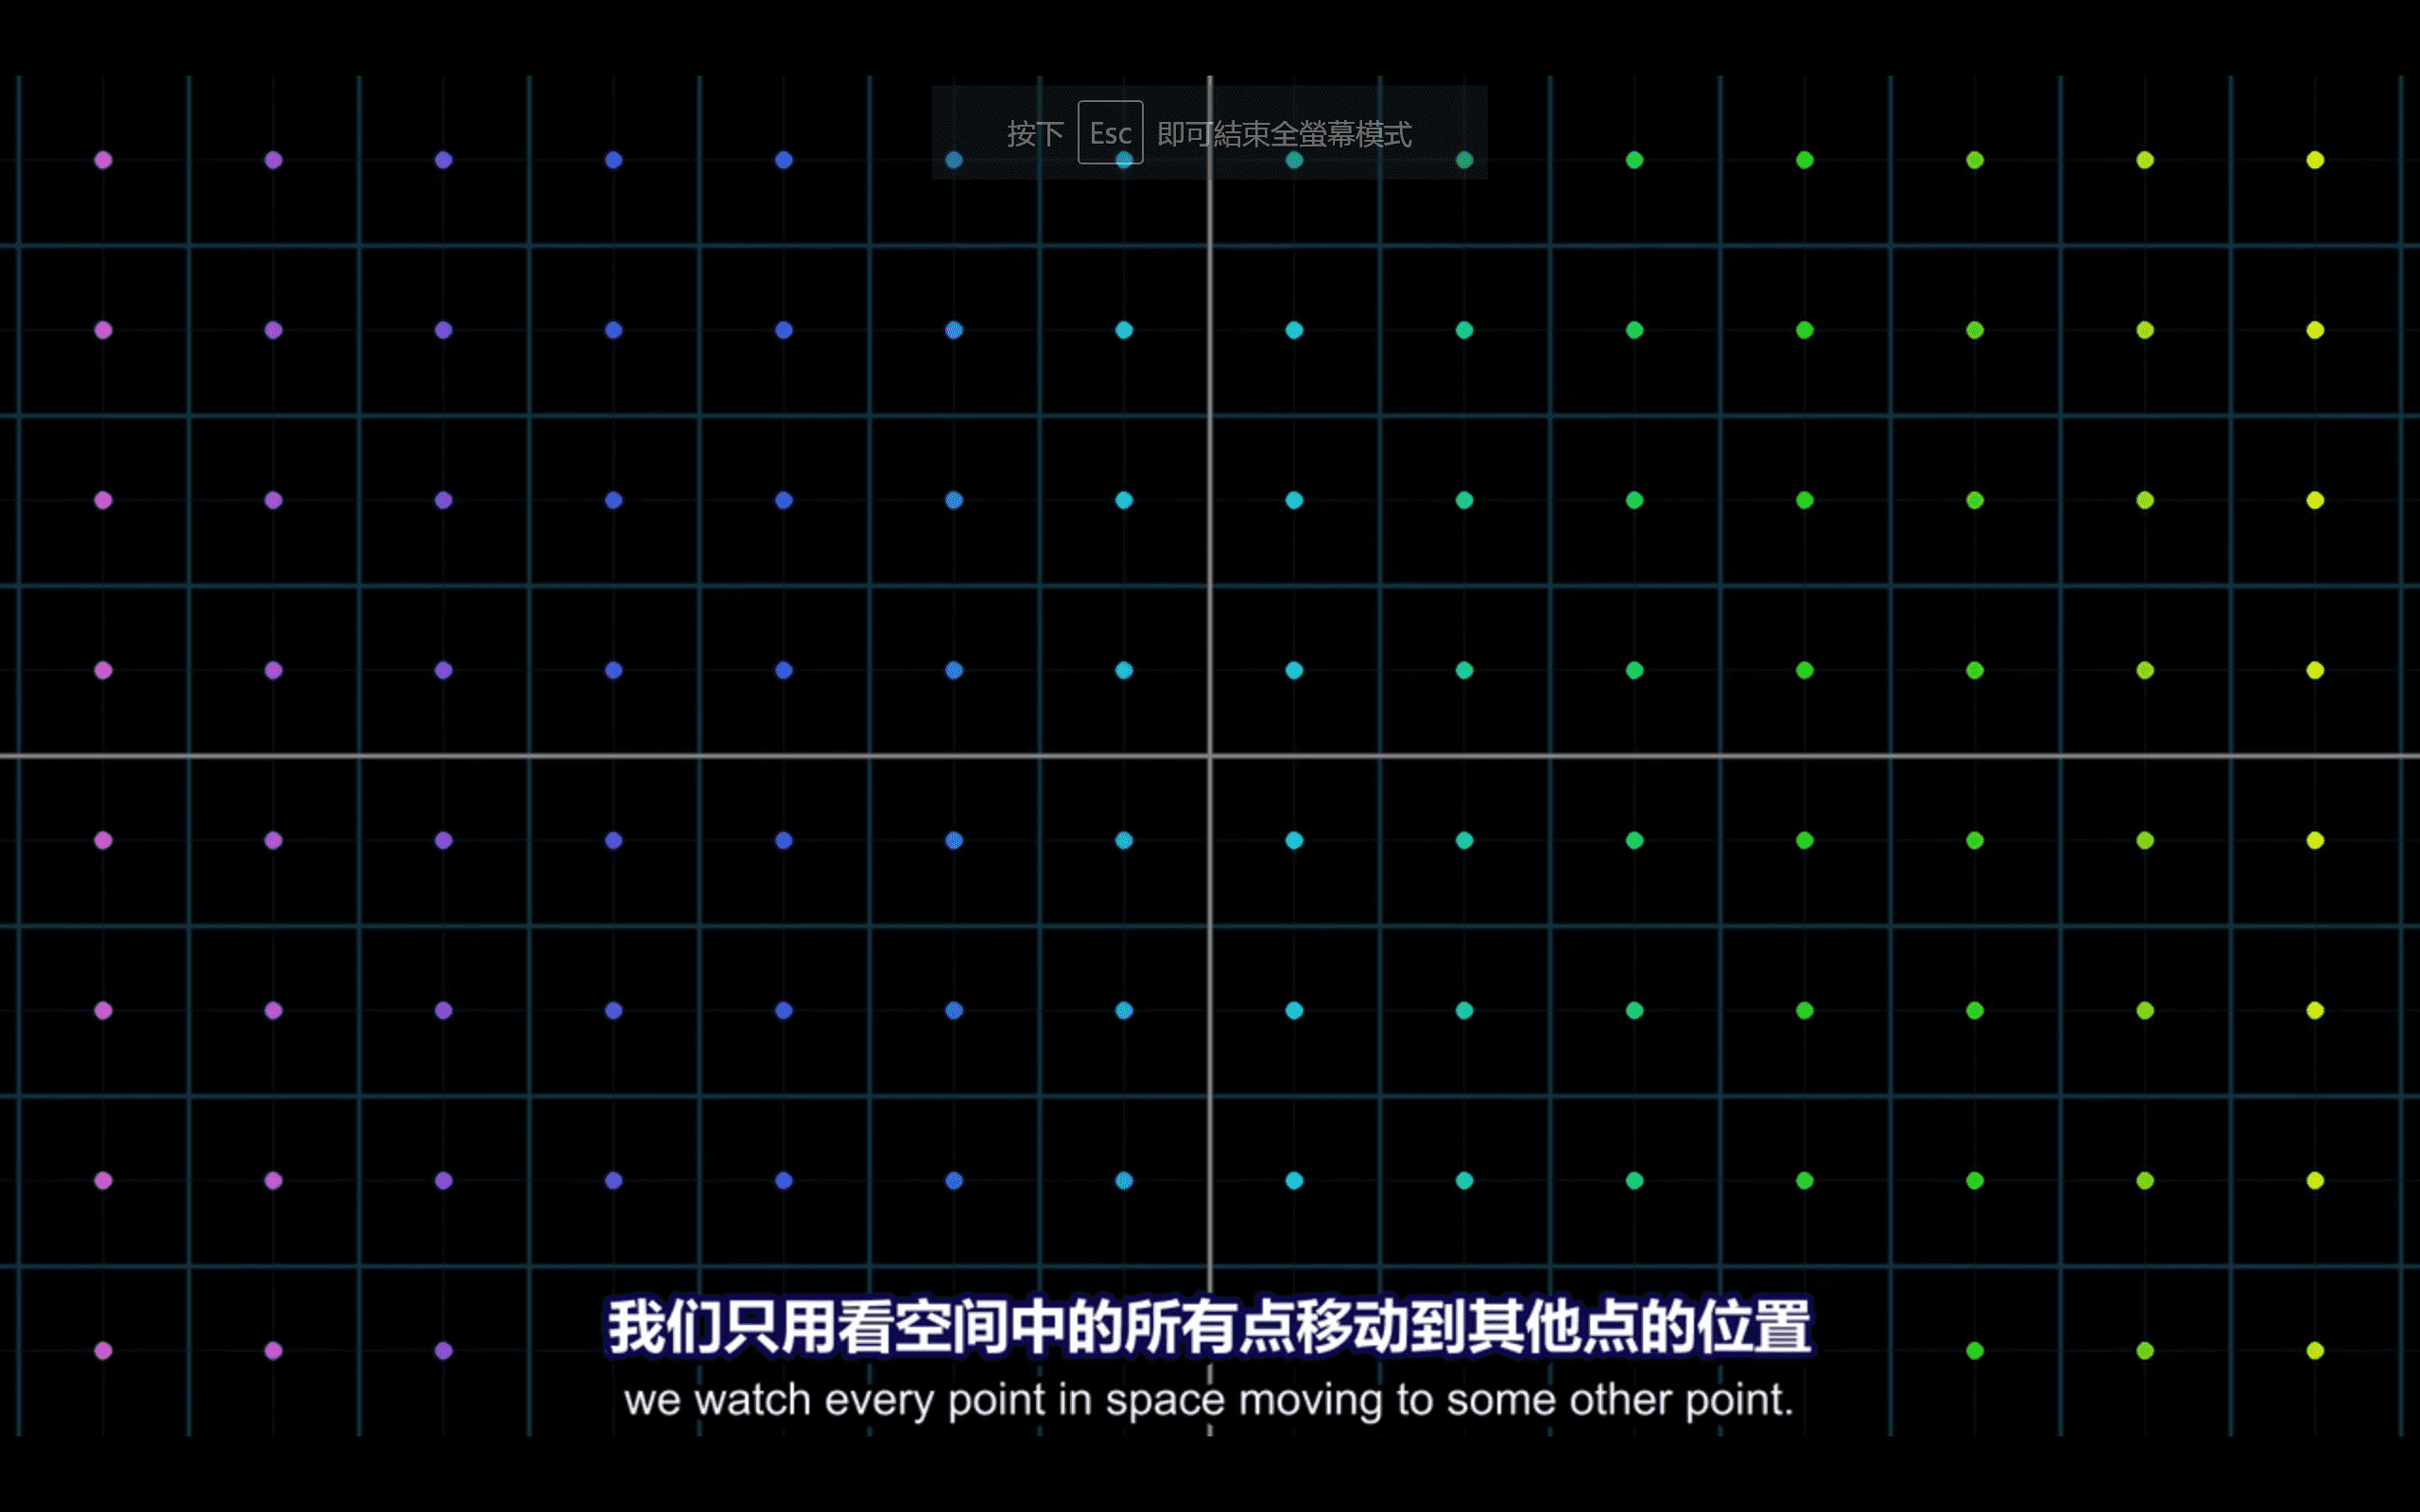 按下 Esc 即可結束全螢幕模式
我们只用看空间中的所有点移动到其他点的位置
we watch every point in space moving to some other point.